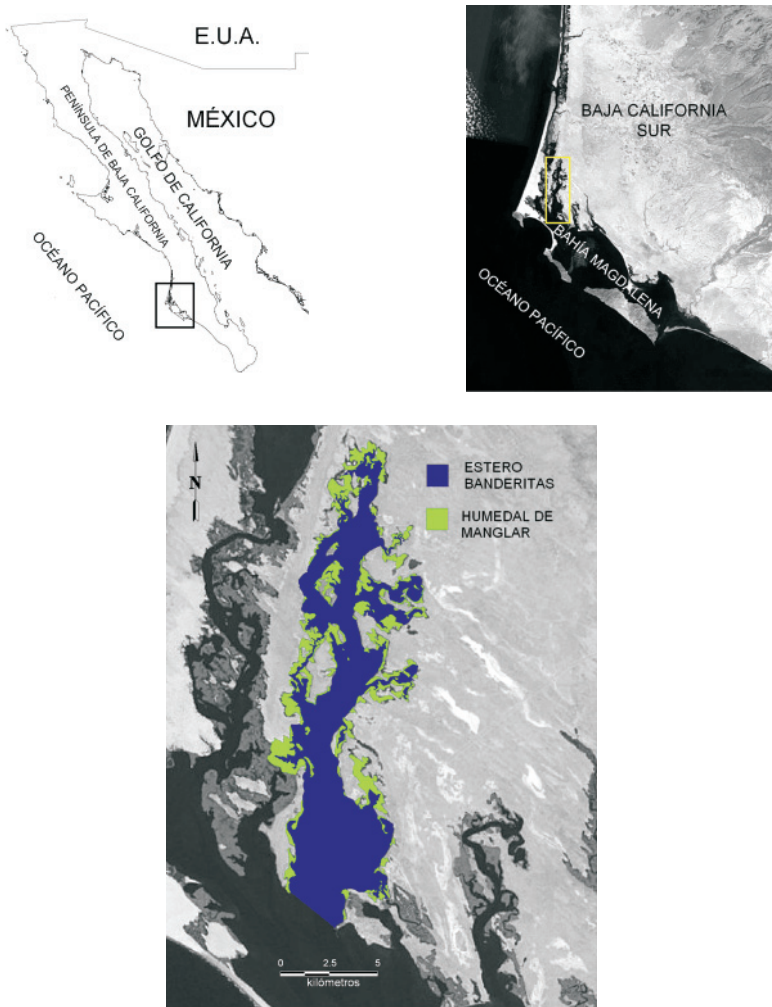 E.U.A.
MÉXICO
PENÍNSULA DE BAJA CALIFORNIA
GOLFO DE CALIFORNIA
OCÉANO PACÍFICO
BAJA CALIFORNIA
SUR
BAHÍA MAGDALENA
OCÉANO PACÍFICO
N
ESTERO
BANDERITAS
HUMEDAL DE
MANGLAR
0 2.5 5
kilómetros